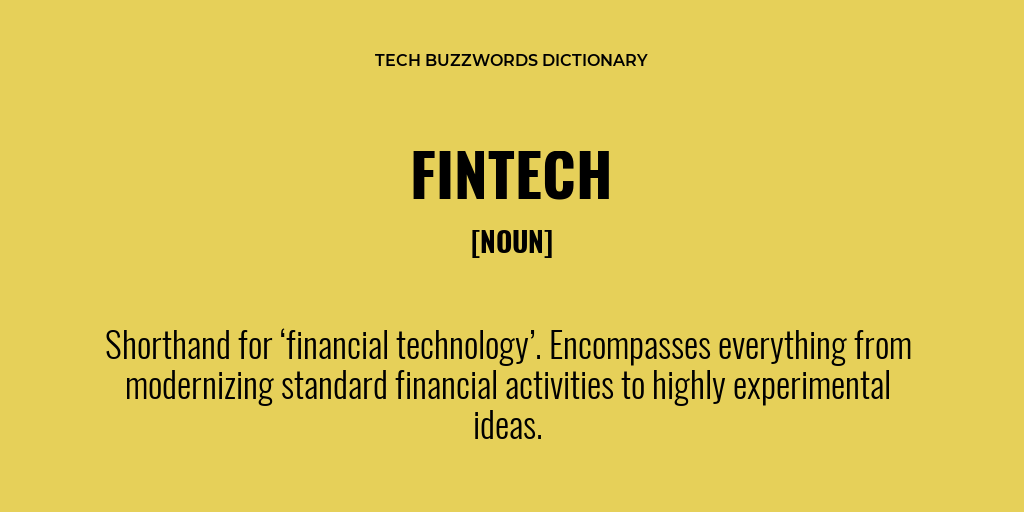 TECH BUZZWORDS DICTIONARY
FINTECH
[NOUN]
Shorthand for ‘financial technology’. Encompasses everything from
modernizing standard financial activities to highly experimental
ideas.